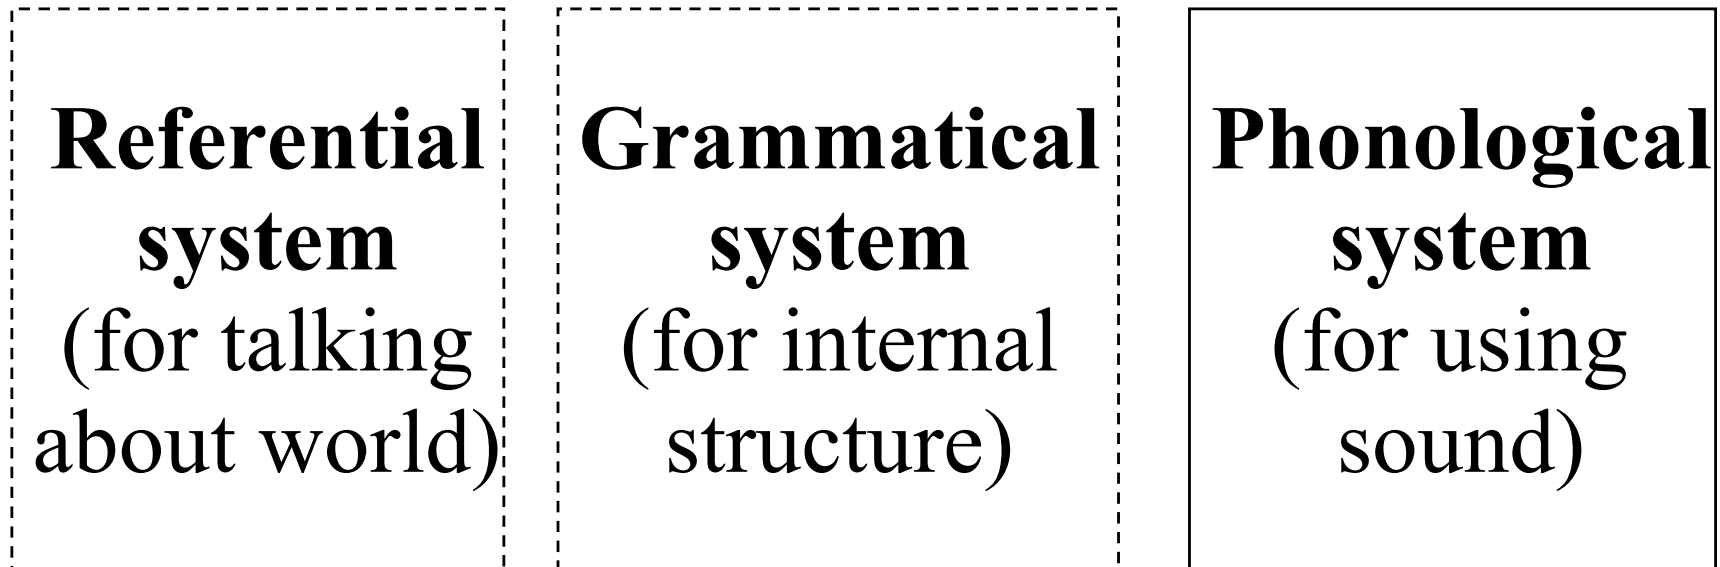 Referential
system
(for talking
about world)
Grammatical
system
(for internal
structure)
Phonological
system
(for using
sound)